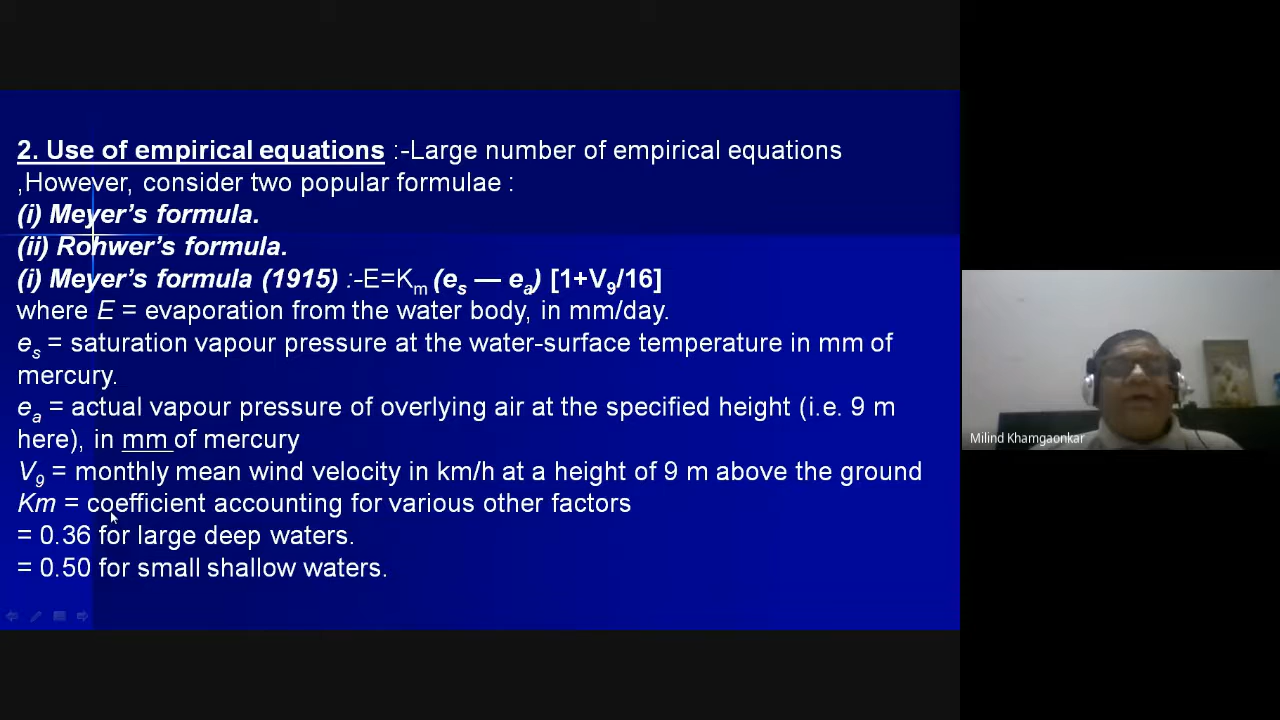 2. Use of empirical equations :-Large number of empirical equations
,However, consider two popular formulae :
(i) Meyer’s formula.
(ii) Rohwer’s formula.
(i) Meyer’s formula (1915) :-E=Km (es — ea) [1+V9/16]
where E = evaporation from the water body, in mm/day.
es = saturation vapour pressure at the water-surface temperature in mm of
mercury.
ea = actual vapour pressure of overlying air at the specified height (i.e. 9 m
here), in mm of mercury
V9 = monthly mean wind velocity in km/h at a height of 9 m above the ground
Km = coefficient accounting for various other factors
= 0.36 for large deep waters.
= 0.50 for small shallow waters.
Milind Khamgaonkar